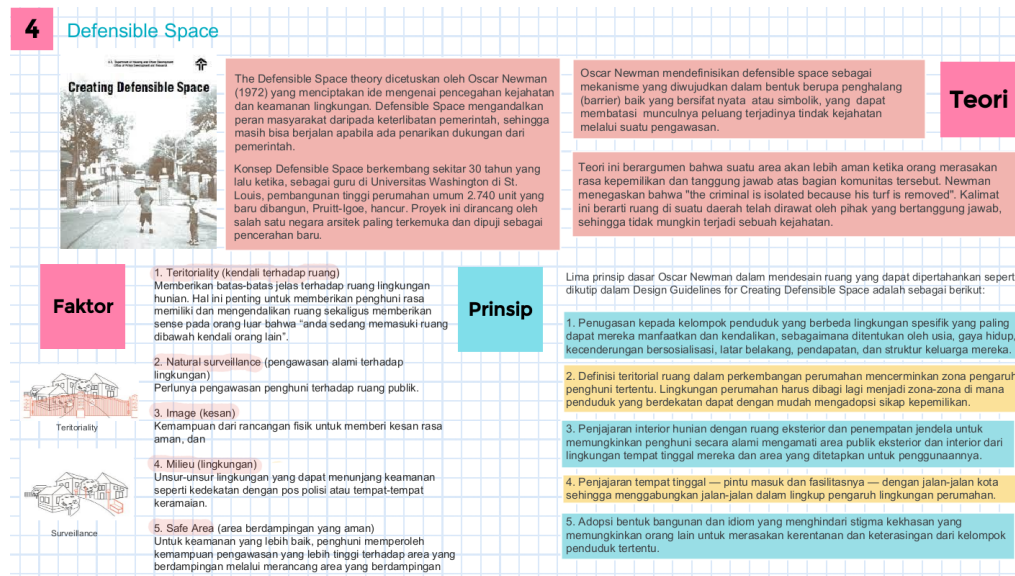 4
Defensible Space
Creating Defensible Space
The Defensible Space theory dicetuskan oleh Oscar Newman
(1972) yang menciptakan ide mengenai pencegahan kejahatan
dan keamanan lingkungan. Defensible Space mengandalkan
peran masyarakat daripada keterlibatan pemerintah, sehingga
masih bisa berjalan apabila ada penarikan dukungan dari
pemerintah.
Konsep Defensible Space berkembang sekitar 30 tahun yang
lalu ketika, sebagai guru di Universitas Washington di St.
Louis, pembangunan tinggi perumahan umum 2.740 unit yang
baru dibangun, Pruitt-Igoe, hancur. Proyek ini dirancang oleh
salah satu negara arsitek paling terkemuka dan dipuji sebagai
pencerahan baru.
Oscar Newman mendefinisikan defensible space sebagai
mekanisme yang diwujudkan dalam bentuk berupa penghalang
(barrier) baik yang bersifat nyata atau simbolik, yang dapat
membatasi munculnya peluang terjadinya tindak kejahatan
melalui suatu pengawasan.
Teori
Teori ini berargumen bahwa suatu area akan lebih aman ketika orang merasakan
rasa kepemilikan dan tanggung jawab atas bagian komunitas tersebut. Newman
menegaskan bahwa "the criminal is isolated because his turf is removed". Kalimat
ini berarti ruang di suatu daerah telah dirawat oleh pihak yang bertanggung jawab,
sehingga tidak mungkin terjadi sebuah kejahatan.
Faktor
1. Teritoriality (kendali terhadap ruang)
Memberikan batas-batas jelas terhadap ruang lingkungan
hunian. Hal ini penting untuk memberikan penghuni rasa
memiliki dan mengendalikan ruang sekaligus memberikan
sense pada orang luar bahwa “anda sedang memasuki ruang
dibawah kendali orang lain”.
2. Natural surveillance (pengawasan alami terhadap
lingkungan)
Perlunya pengawasan penghuni terhadap ruang publik.
3. Image (kesan)
Kemampuan dari rancangan fisik untuk memberi kesan rasa
aman, dan
4. Milieu (lingkungan)
Unsur-unsur lingkungan yang dapat menunjang keamanan
seperti kedekatan dengan pos polisi atau tempat-tempat
keramaian.
5. Safe Area (area berdampingan yang aman)
Untuk keamanan yang lebih baik, penghuni memperoleh
kemampuan pengawasan yang lebih tinggi terhadap area yang
berdampingan melalui merancang area yang berdampingan
Teritoriality
Surveillance
Prinsip
Lima prinsip dasar Oscar Newman dalam mendesain ruang yang dapat dipertahankan sepert
dikutip dalam Design Guidelines for Creating Defensible Space adalah sebagai berikut:
1. Penugasan kepada kelompok penduduk yang berbeda lingkungan spesifik yang paling
dapat mereka manfaatkan dan kendalikan, sebagaimana ditentukan oleh usia, gaya hidup,
kecenderungan bersosialisasi, latar belakang, pendapatan, dan struktur keluarga mereka.
2. Definisi teritorial ruang dalam perkembangan perumahan mencerminkan zona pengaruh
penghuni tertentu. Lingkungan perumahan harus dibagi lagi menjadi zona-zona di mana
penduduk yang berdekatan dapat dengan mudah mengadopsi sikap kepemilikan.
3. Penjajaran interior hunian dengan ruang eksterior dan penempatan jendela untuk
memungkinkan penghuni secara alami mengamati area publik eksterior dan interior dari
lingkungan tempat tinggal mereka dan area yang ditetapkan untuk penggunaannya.
4. Penjajaran tempat tinggal — pintu masuk dan fasilitasnya — dengan jalan-jalan kota
sehingga menggabungkan jalan-jalan dalam lingkup pengaruh lingkungan perumahan.
5. Adopsi bentuk bangunan dan idiom yang menghindari stigma kekhasan yang
memungkinkan orang lain untuk merasakan kerentanan dan keterasingan dari kelompok
penduduk tertentu.